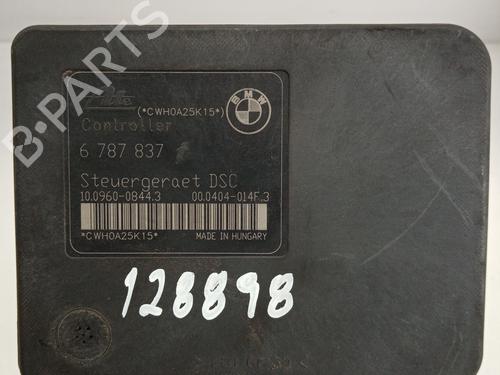 (*CWH0A25K15*)
BMW
Controller
6 787 837
Steuergeraet DSC
10.0960-0844.3 00.0404-014F.3
*CWH0A25K15* MADE IN HUNGARY
128898
B-PARTS